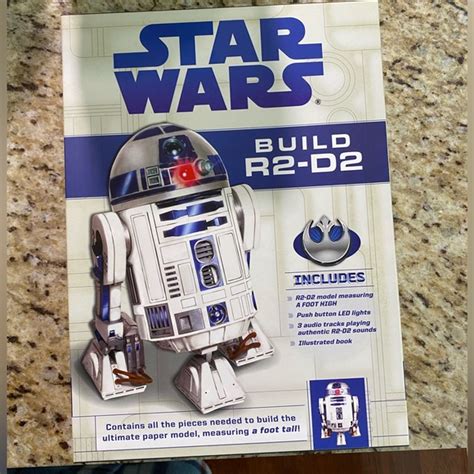 STAR
WARS®
BUILD
R2-D2
INCLUDES
R2-D2 model measuring
A FOOT HIGH
Push button LED lights
3 audio tracks playing
authentic R2-D2 sounds
Illustrated book
Contains all the pieces needed to build the
ultimate paper model, measuring a foot tall!